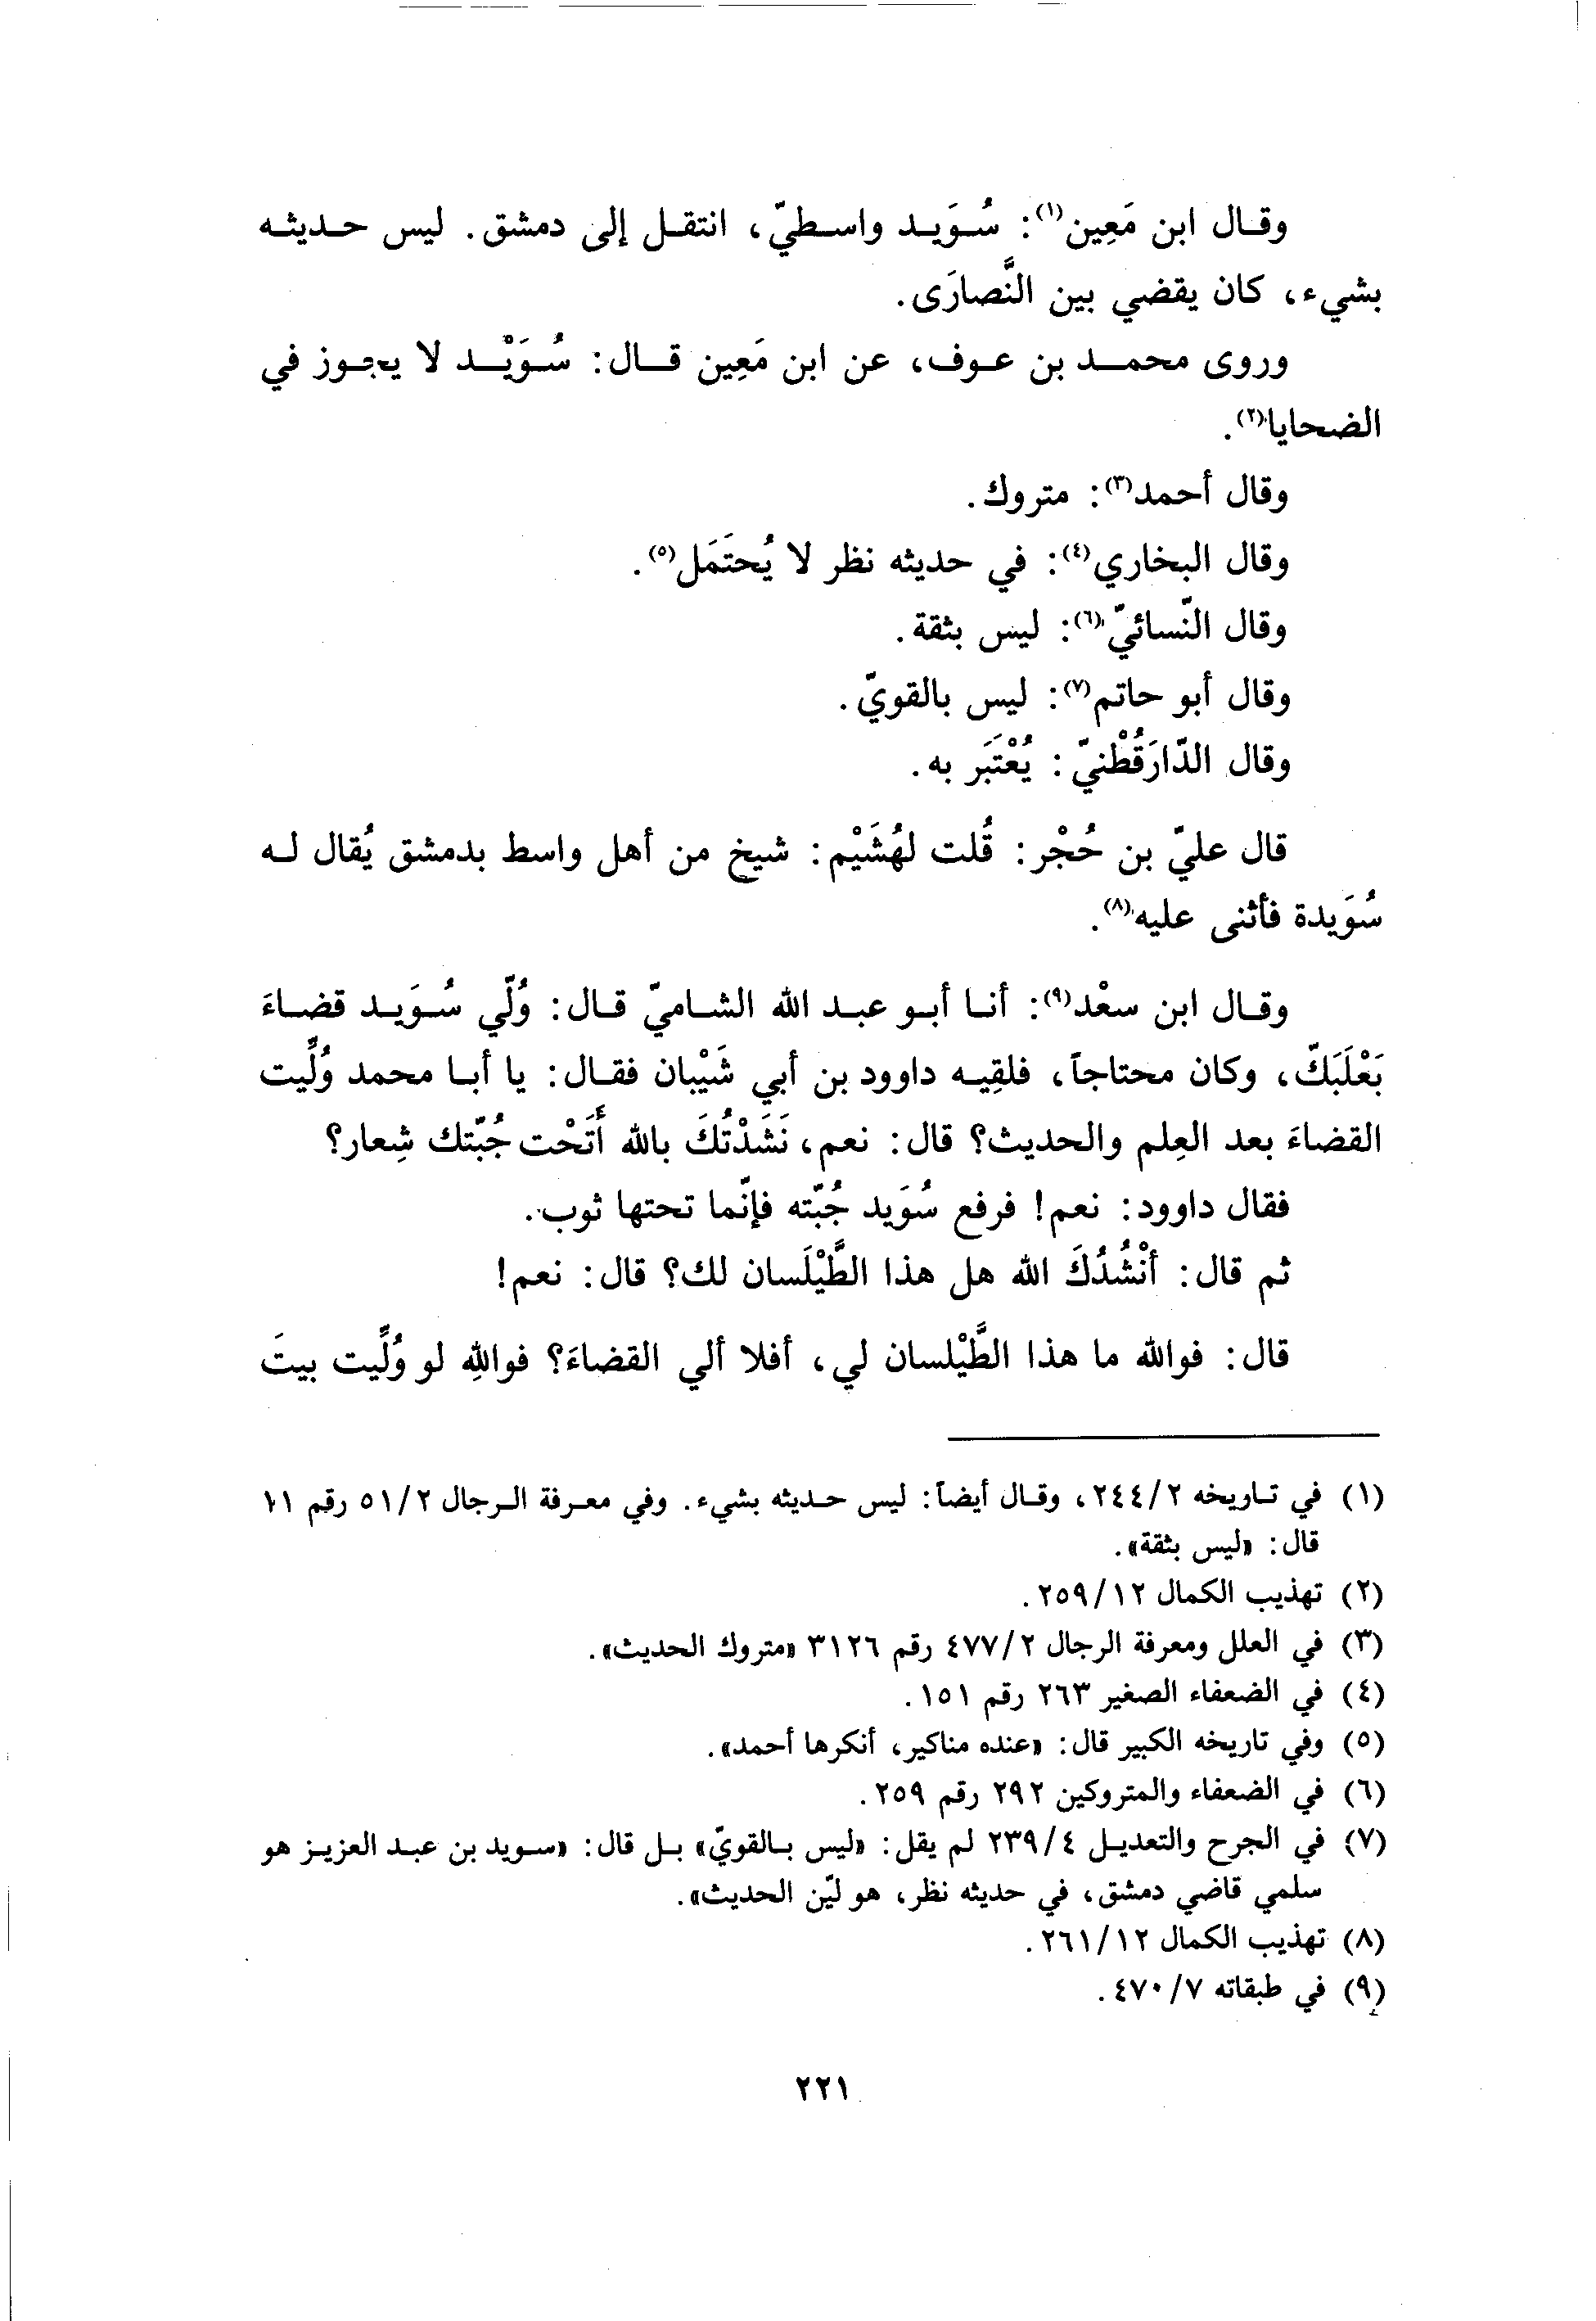 وقال ابن مَعِين(١): سُوَيد واسطيّ، انتقل إلى دمشق. ليس حديثه
بشيء، كان يقضي بين النَّصارَى.
وروى محمد بن عوف، عن ابن مَعِين قال: سُوَيْد لا يجوز في
الضحايا(٢).
وقال أحمد(٣): متروك.
وقال البخاري(٤): في حديثه نظر لا يُحتَمَل(٥).
وقال النّسائيّ(٦): ليس بثقة.
وقال أبو حاتم(٧): ليس بالقويّ.
وقال الدّارَقُطْنيّ: يُعْتَبَر به.
قال عليّ بن حُجْر: قُلت لهُشَيْم: شيخ من أهل واسط بدمشق يُقال له
سُوَيدة فأثنى عليه(٨).
وقال ابن سعْد(٩): أنا أبو عبد الله الشاميّ قال: وُلّي سُوَيد قضاءَ
بَعْلَبَكّ، وكان محتاجاً، فلقِيه داوود بن أبي شَيْبان فقال: يا أبا محمد وُلِّيت
القضاءَ بعد العِلم والحديث؟ قال: نعم، نَشَدْتُكَ بالله أَتَحْت جُبّتك شِعار؟
فقال داوود: نعم! فرفع سُوَيد جُبّته فإنّما تحتها ثوب.
ثم قال: أنْشُدُكَ الله هل هذا الطَّيْلَسان لك؟ قال: نعم!
قال: فوالله ما هذا الطَّيْلسان لي، أفلا ألي القضاءَ؟ فواللهِ لو وُلِّيت بيتَ
(١) في تاريخه ٢/٢٤٤، وقال أيضاً: ليس حديثه بشيء. وفي معرفة الرجال ٢/٥١ رقم ١١
قال: «ليس بثقة».
(٢) تهذيب الكمال ١٢/٢٥٩.
(٣) في العلل ومعرفة الرجال ٢/٤٧٧ رقم ٣١٢٦ «متروك الحديث».
(٤) في الضعفاء الصغير ٢٦٣ رقم ١٥١.
(٥) وفي تاريخه الكبير قال: «عنده مناكير، أنكرها أحمد».
(٦) في الضعفاء والمتروكين ٢٩٢ رقم ٢٥٩.
(٧) في الجرح والتعديل ٤/٢٣٩ لم يقل: «ليس بالقويّ» بل قال: «سويد بن عبد العزيز هو
سلمي قاضي دمشق، في حديثه نظر، هو ليّن الحديث».
(٨) تهذيب الكمال ١٢/٢٦١.
(٩) في طبقاته ٧/٤٧٠.
٢٢١